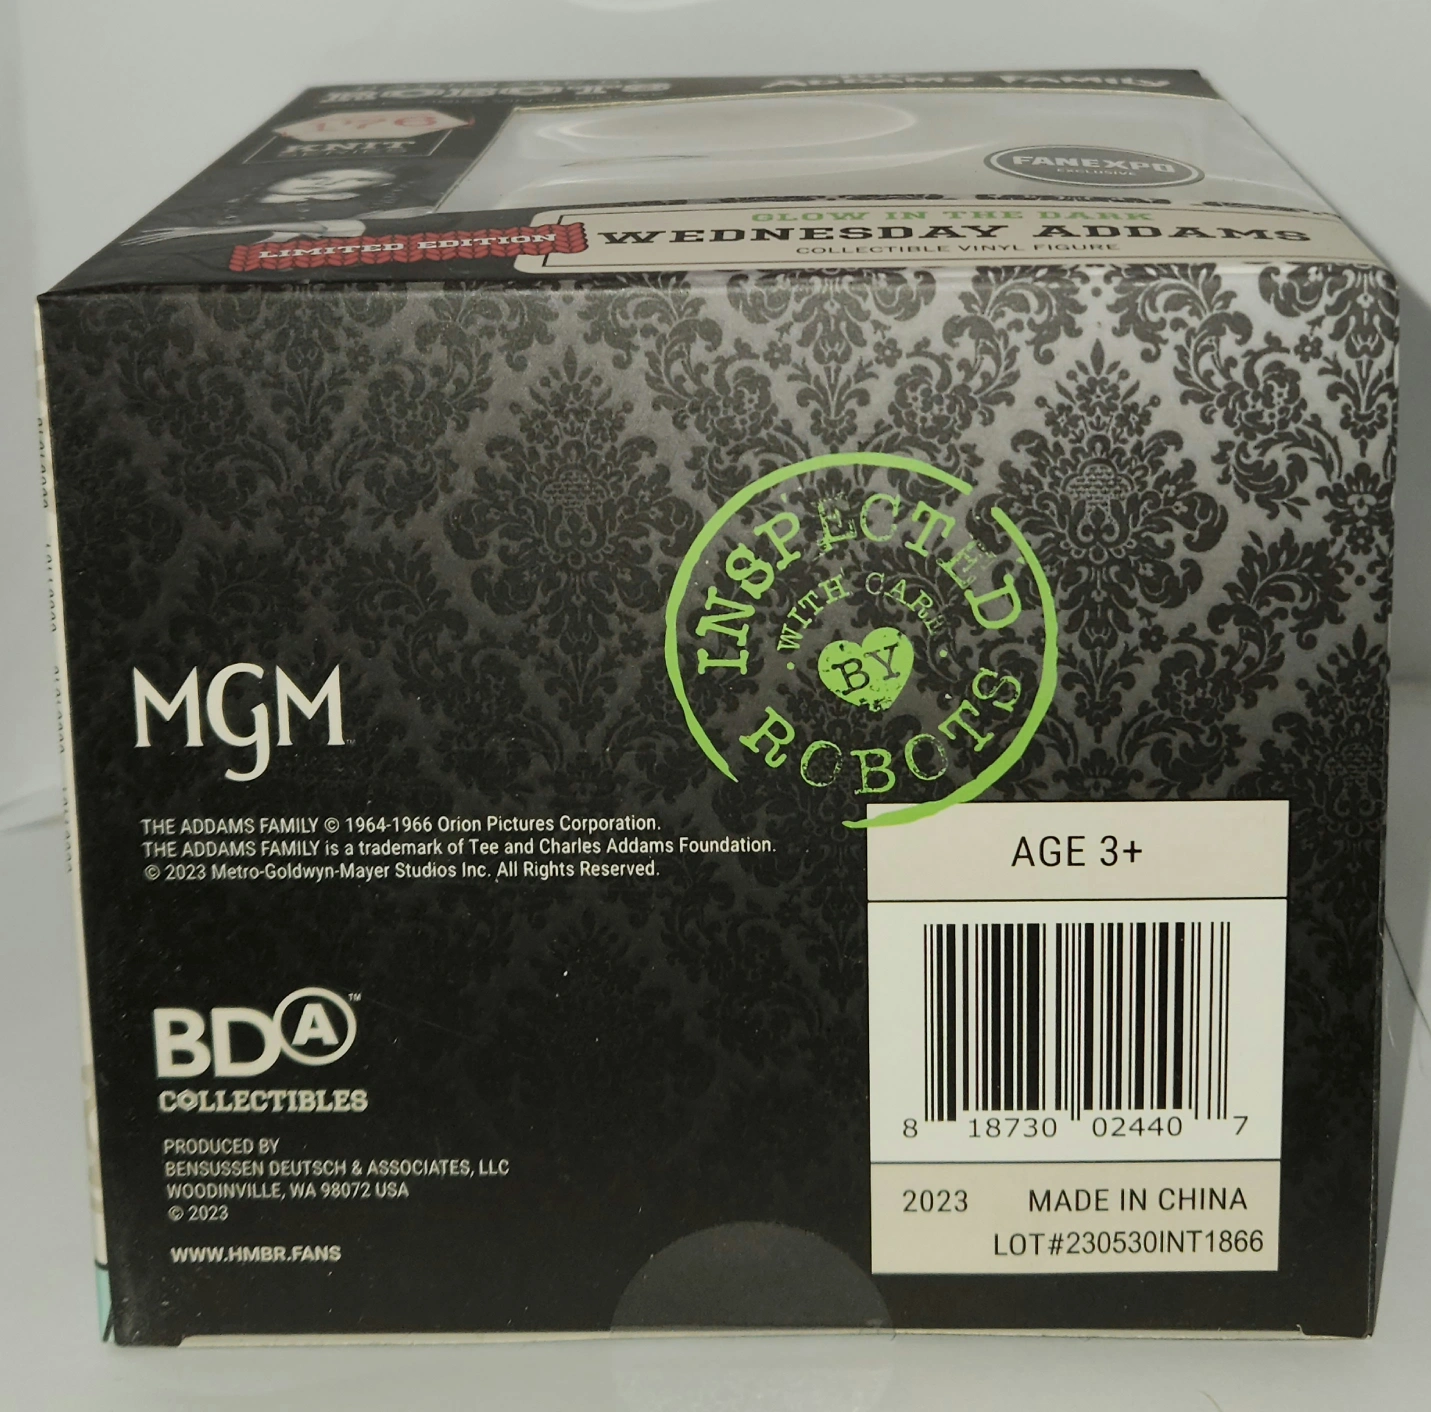 ROBOTS
ADDAMS FAMILY
176
KNIT
SERIES
FANEXPO
EXCLUSIVE
GLOW IN THE DARK
LIMITED EDITION
WEDNESDAY ADDAMS
COLLECTIBLE VINYL FIGURE
INSPECTED
·WITH CARE·
BY
ROBOTS
MGM
THE ADDAMS FAMILY © 1964-1966 Orion Pictures Corporation.
THE ADDAMS FAMILY is a trademark of Tee and Charles Addams Foundation.
© 2023 Metro-Goldwyn-Mayer Studios Inc. All Rights Reserved.
AGE 3+
8 18730 02440 7
2023 MADE IN CHINA
LOT#230530INT1866
BDA™
COLLECTIBLES
PRODUCED BY
BENSUSSEN DEUTSCH & ASSOCIATES, LLC
WOODINVILLE, WA 98072 USA
© 2023
WWW.HMBR.FANS